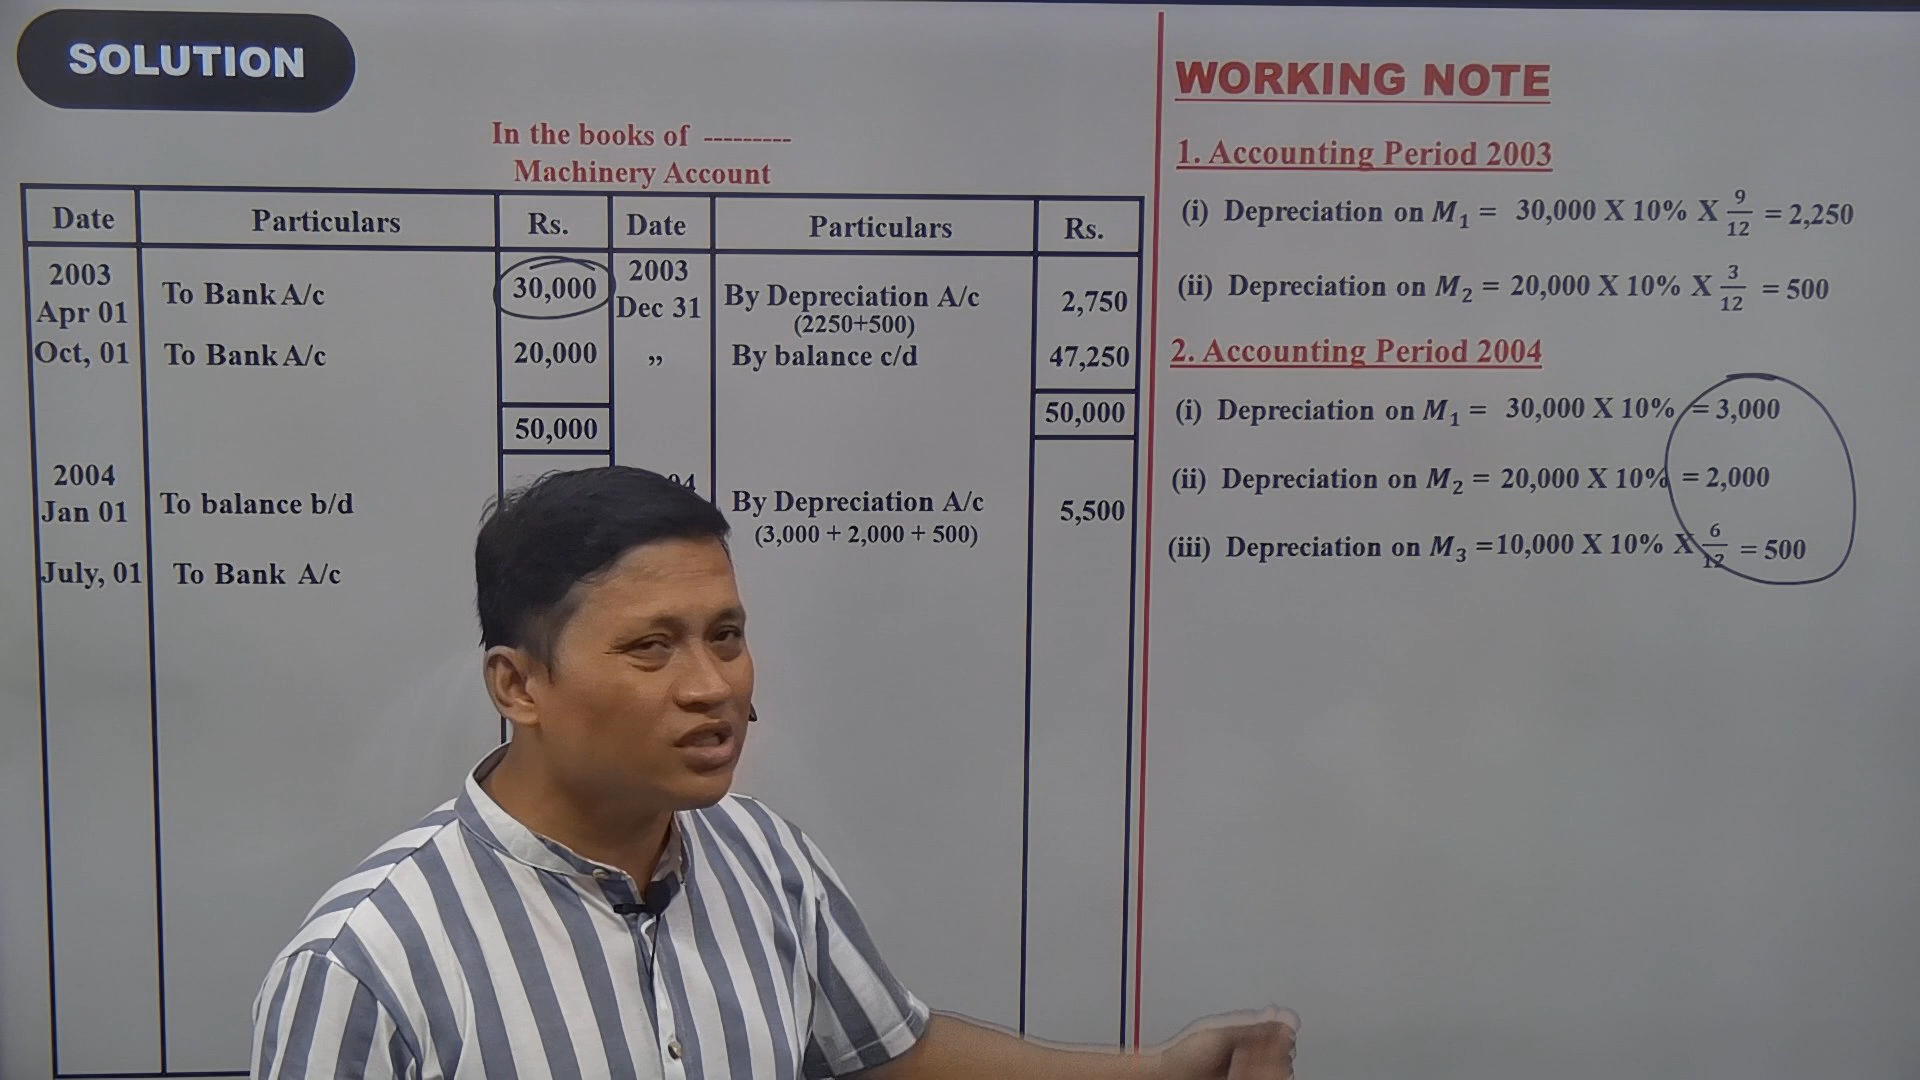 SOLUTION
In the books of ---------
Machinery Account
Date Particulars Rs. Date Particulars Rs.
2003 Apr 01 To Bank A/c 30,000 2003 Dec 31 By Depreciation A/c (2250+500) 2,750
Oct, 01 To Bank A/c 20,000 ,, By balance c/d 47,250
50,000 50,000
2004 Jan 01 To balance b/d By Depreciation A/c (3,000 + 2,000 + 500) 5,500
July, 01 To Bank A/c
WORKING NOTE
1. Accounting Period 2003
(i) Depreciation on M1 = 30,000 X 10% X 9/12 = 2,250
(ii) Depreciation on M2 = 20,000 X 10% X 3/12 = 500
2. Accounting Period 2004
(i) Depreciation on M1 = 30,000 X 10% = 3,000
(ii) Depreciation on M2 = 20,000 X 10% = 2,000
(iii) Depreciation on M3 =10,000 X 10% X 6/12 = 500